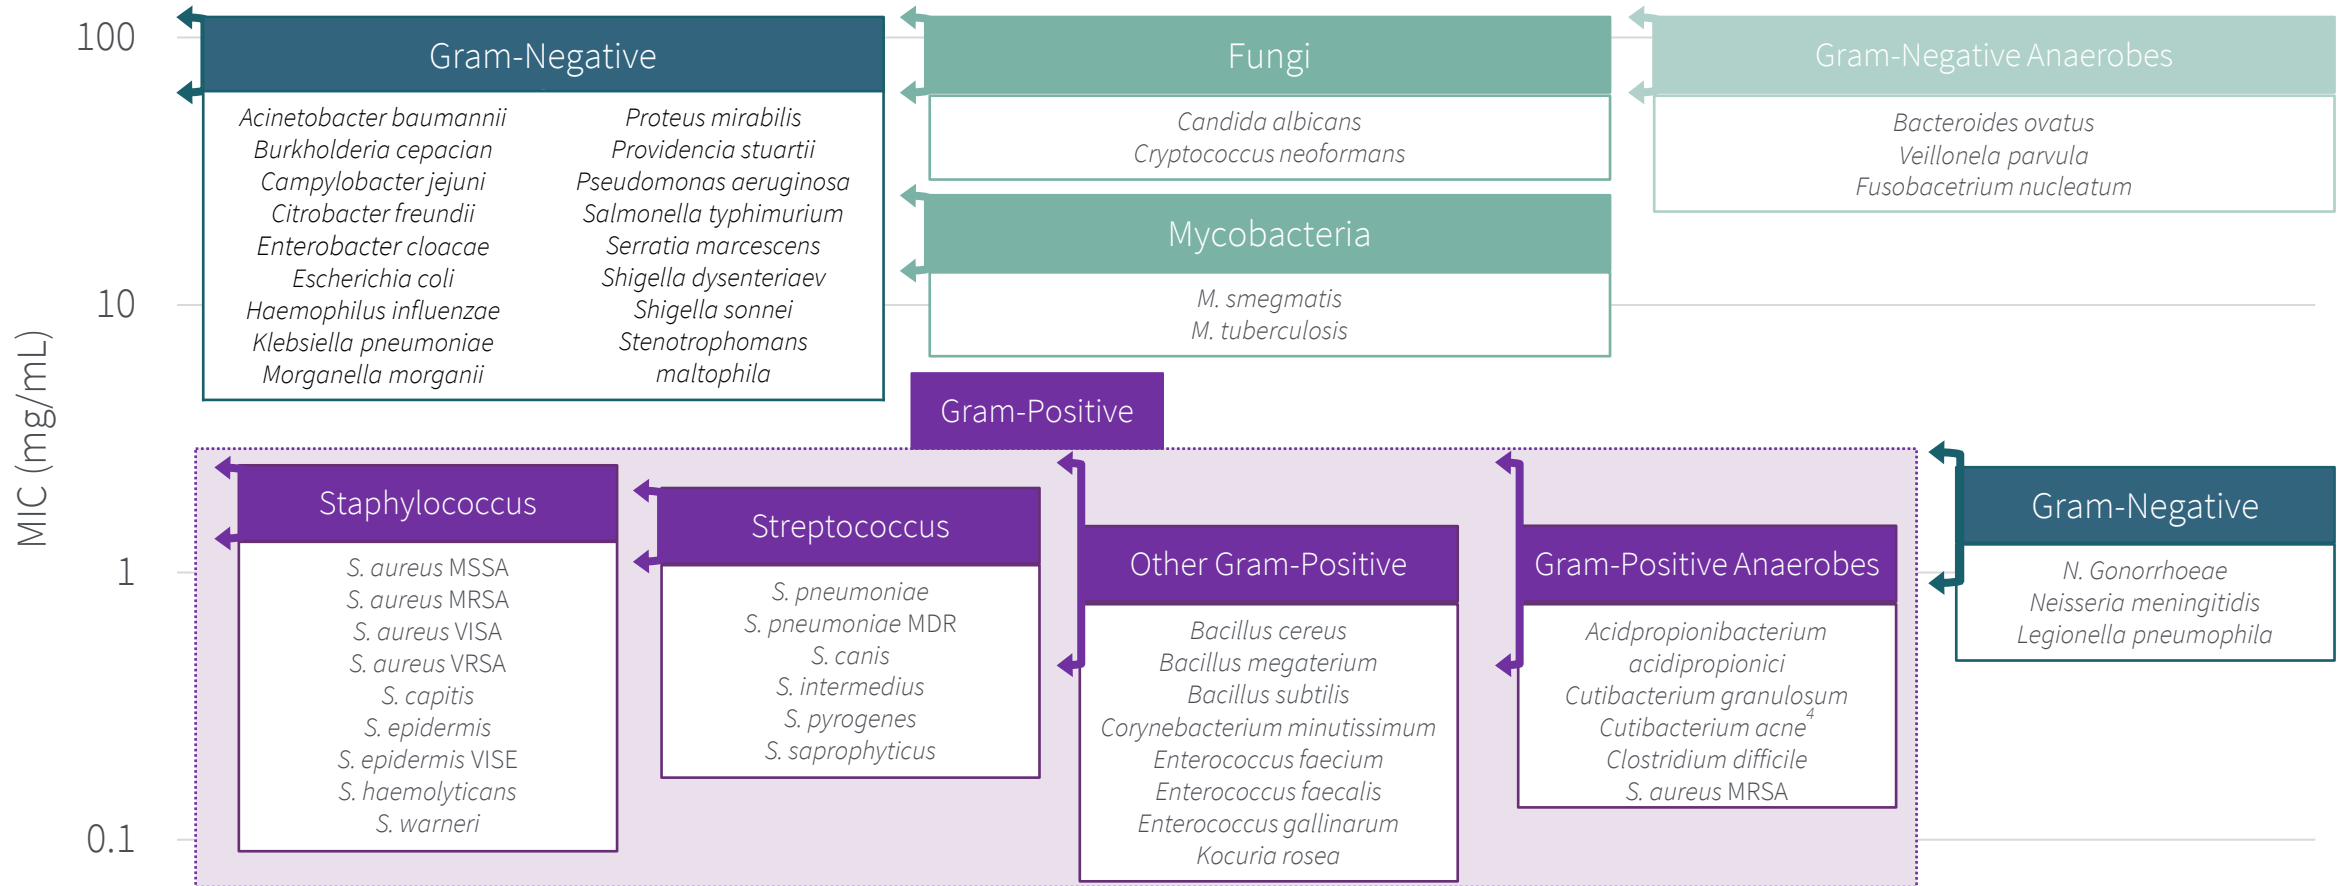 MIC (mg/mL)
100
10
1
0.1
Gram-Negative
Acinetobacter baumannii
Burkholderia cepacian
Campylobacter jejuni
Citrobacter freundii
Enterobacter cloacae
Escherichia coli
Haemophilus influenzae
Klebsiella pneumoniae
Morganella morganii
Proteus mirabilis
Providencia stuartii
Pseudomonas aeruginosa
Salmonella typhimurium
Serratia marcescens
Shigella dysenteriaev
Shigella sonnei
Stenotrophomans
maltophila
Fungi
Candida albicans
Cryptococcus neoformans
Mycobacteria
M. smegmatis
M. tuberculosis
Gram-Negative Anaerobes
Bacteroides ovatus
Veillonela parvula
Fusobacetrium nucleatum
Gram-Positive
Staphylococcus
S. aureus MSSA
S. aureus MRSA
S. aureus VISA
S. aureus VRSA
S. capitis
S. epidermis
S. epidermis VISE
S. haemolyticans
S. warneri
Streptococcus
S. pneumoniae
S. pneumoniae MDR
S. canis
S. intermedius
S. pyrogenes
S. saprophyticus
Other Gram-Positive
Bacillus cereus
Bacillus megaterium
Bacillus subtilis
Corynebacterium minutissimum
Enterococcus faecium
Enterococcus faecalis
Enterococcus gallinarum
Kocuria rosea
Gram-Positive Anaerobes
Acidpropionibacterium
acidipropionici
Cutibacterium granulosum
Cutibacterium acne4
Clostridium difficile
S. aureus MRSA
Gram-Negative
N. Gonorrhoeae
Neisseria meningitidis
Legionella pneumophila